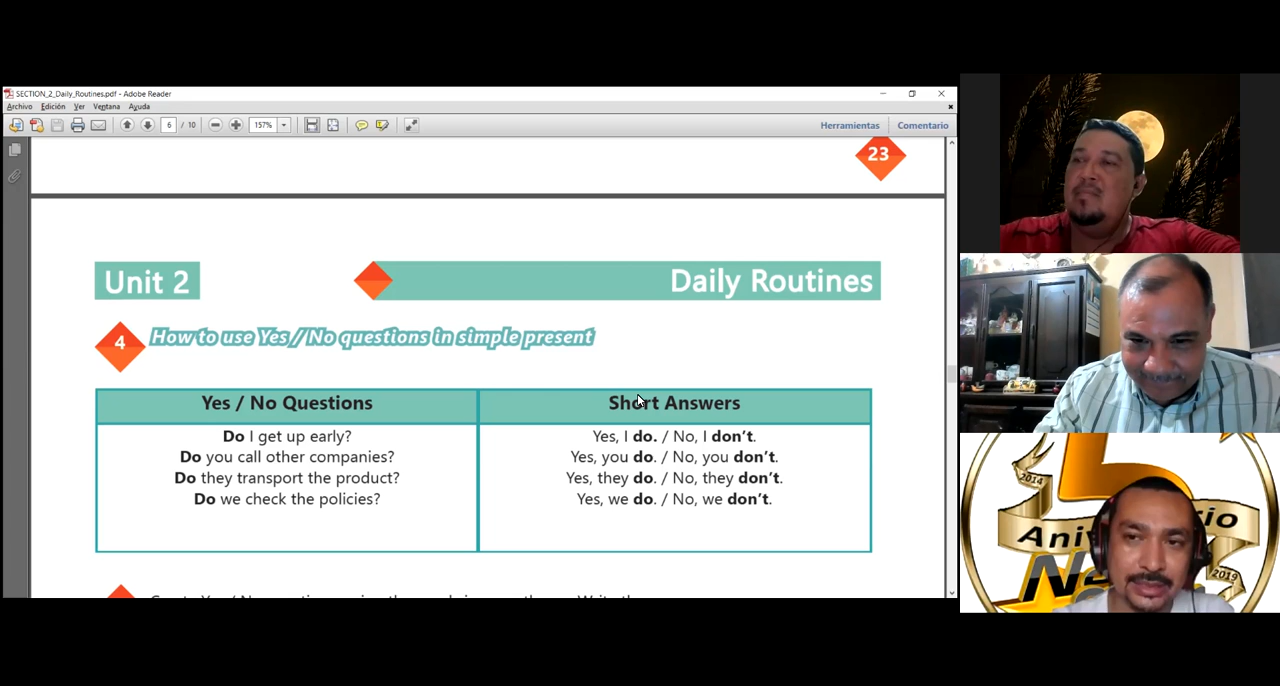 SECTION_2_Daily_Routines.pdf - Adobe Reader
Archivo Edición Ver Ventana Ayuda
6 / 10 157% Herramientas Comentario
23
Unit 2 Daily Routines
4 How to use Yes / No questions in simple present
Yes / No Questions Short Answers
Do I get up early? Yes, I do. / No, I don't.
Do you call other companies? Yes, you do. / No, you don't.
Do they transport the product? Yes, they do. / No, they don't.
Do we check the policies? Yes, we do. / No, we don't.
2014
2019